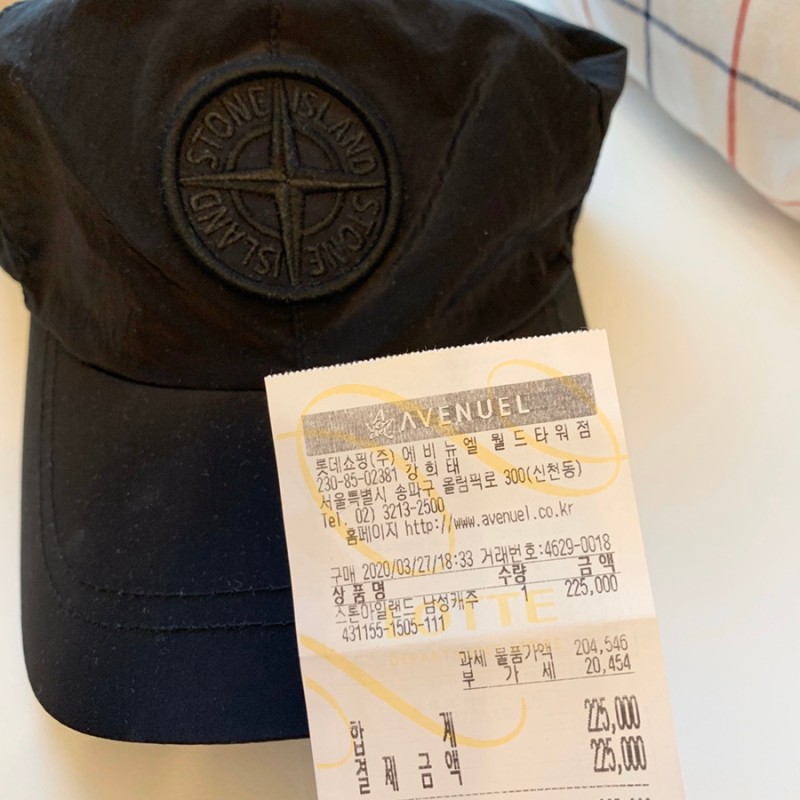 STONE ISLAND STONE ISLAND
AVENUEL
롯데쇼핑(주) 에비뉴엘 월드타워점
230-85-02381 강희태
서울특별시 송파구 올림픽로 300(신천동)
Tel. 02) 3213-2500
홈페이지 http://www.avenuel.co.kr
구매 2020/03/27/18:33 거래번호:4629-0018
상품명 수량 금액
스톤아일랜드 남성캐주 1 225,000
431155-1505-111
LOTTE
과세 물품가액 204,546
부 가 세 20,454
합 계 225,000
결제금액 225,000